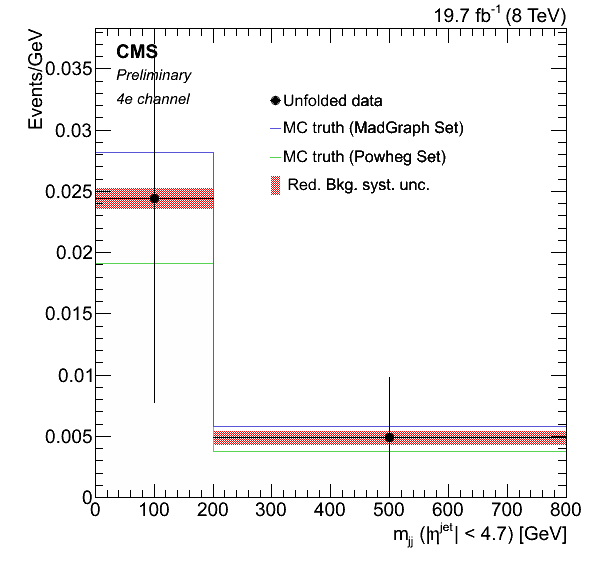 19.7 fb⁻¹ (8 TeV)
Events/GeV
CMS
Preliminary
4e channel
Unfolded data
MC truth (MadGraph Set)
MC truth (Powheg Set)
Red. Bkg. syst. unc.
0.035
0.03
0.025
0.02
0.015
0.01
0.005
0
0 100 200 300 400 500 600 700 800
m_jj (|η^jet| < 4.7) [GeV]